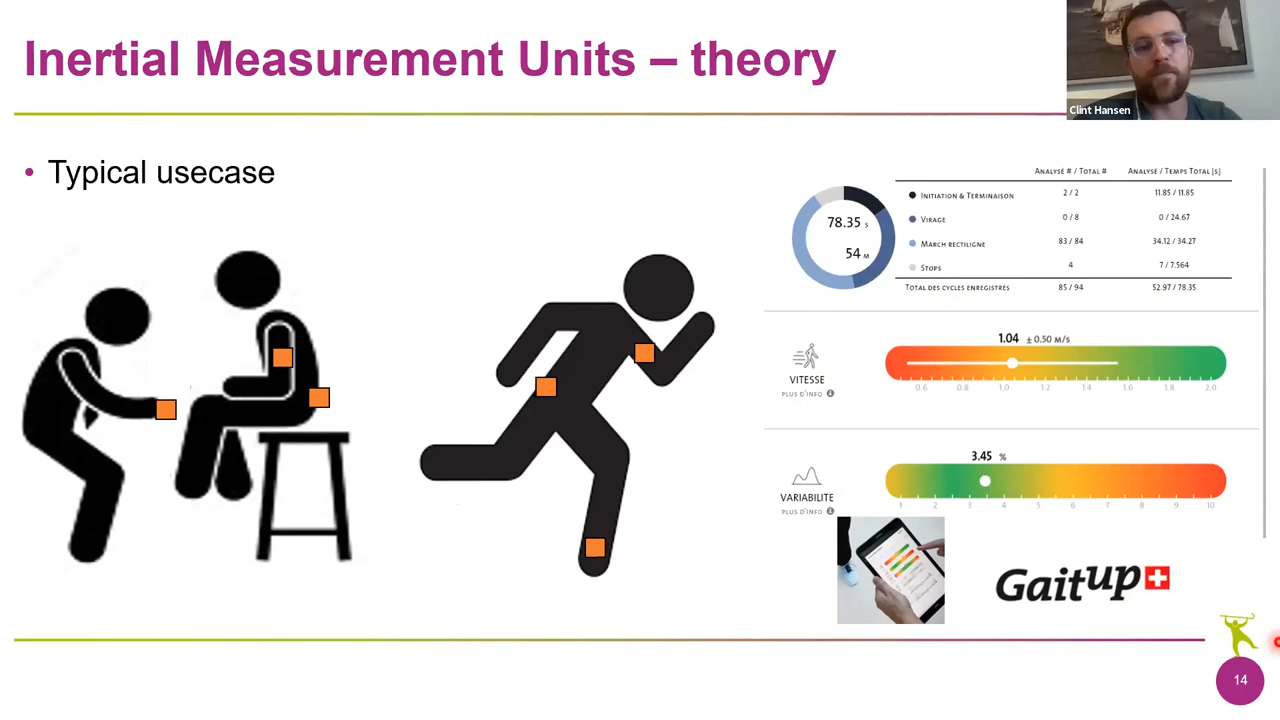 Inertial Measurement Units – theory
Clint Hansen
• Typical usecase
Analysé # / Total #
Analyse / Temps Total [s]
Initiation & Terminaison 2 / 2 11.85 / 11.85
Virage 0 / 8 0 / 24.67
March rectiligne 83 / 84 34.12 / 34.27
Stops 4 7 / 7.564
Total des cycles enregistrés 85 / 94 52.97 / 78.35
78.35 s
54 M
1.04 ± 0.50 M/s
VITESSE
PLUS D'INFO
0.6 0.8 1.0 1.2 1.4 1.6 1.8 2.0
3.45 %
VARIABILITE
PLUS D'INFO
1 2 3 4 5 6 7 8 9 10
Gaitup
14